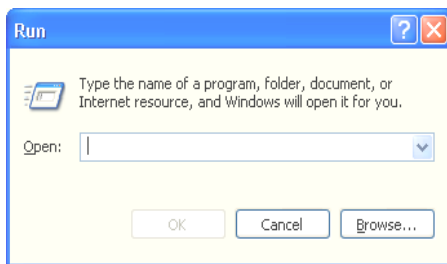 Run
Type the name of a program, folder, document, or
Internet resource, and Windows will open it for you.
Open:
OK
Cancel
Browse...